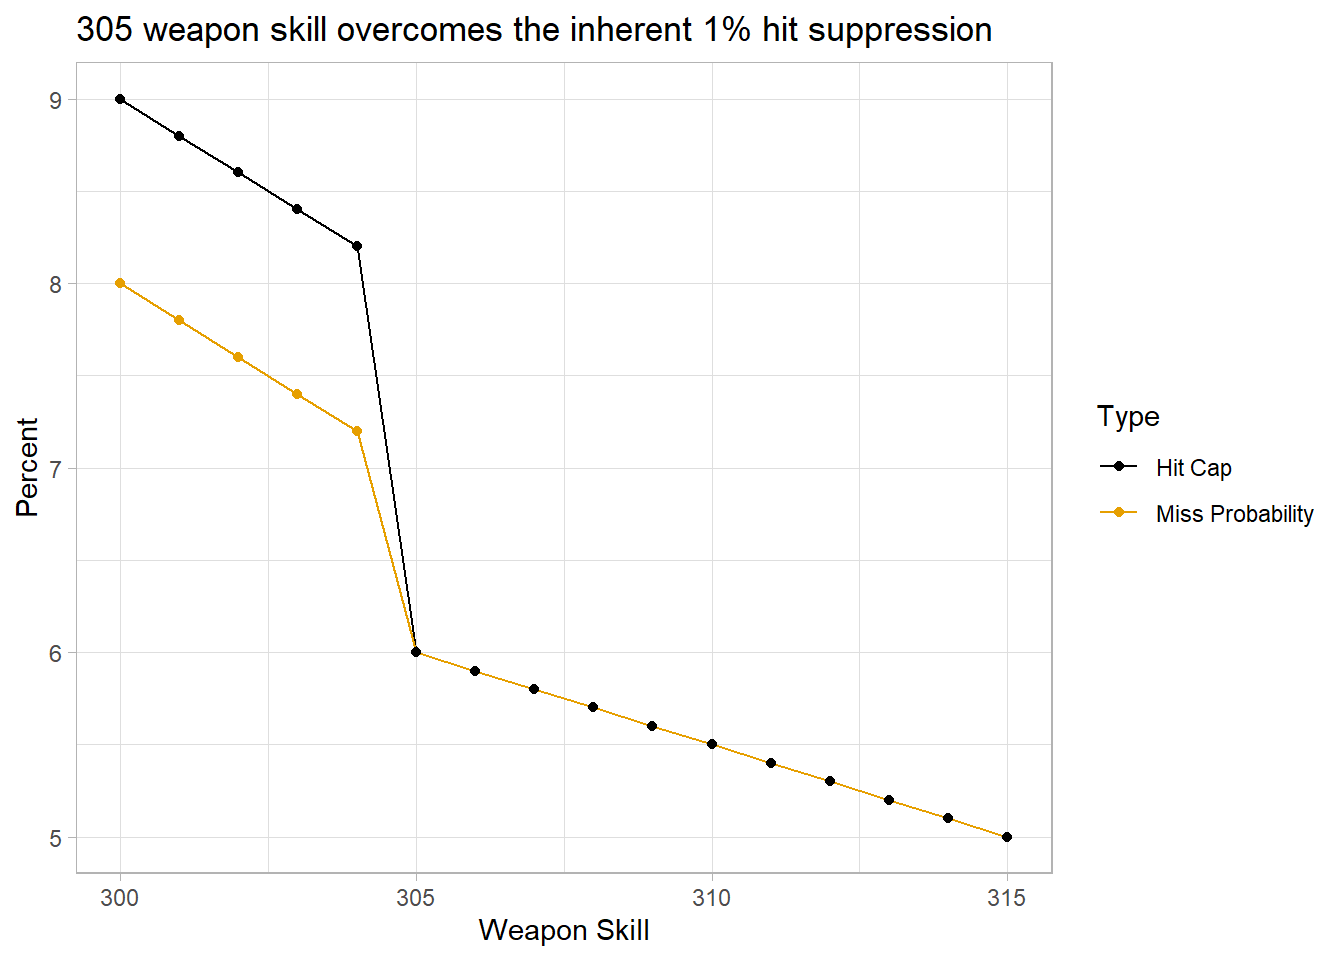 305 weapon skill overcomes the inherent 1% hit suppression
9
8
7
6
5
Percent
300 305 310 315
Weapon Skill
Type
Hit Cap
Miss Probability